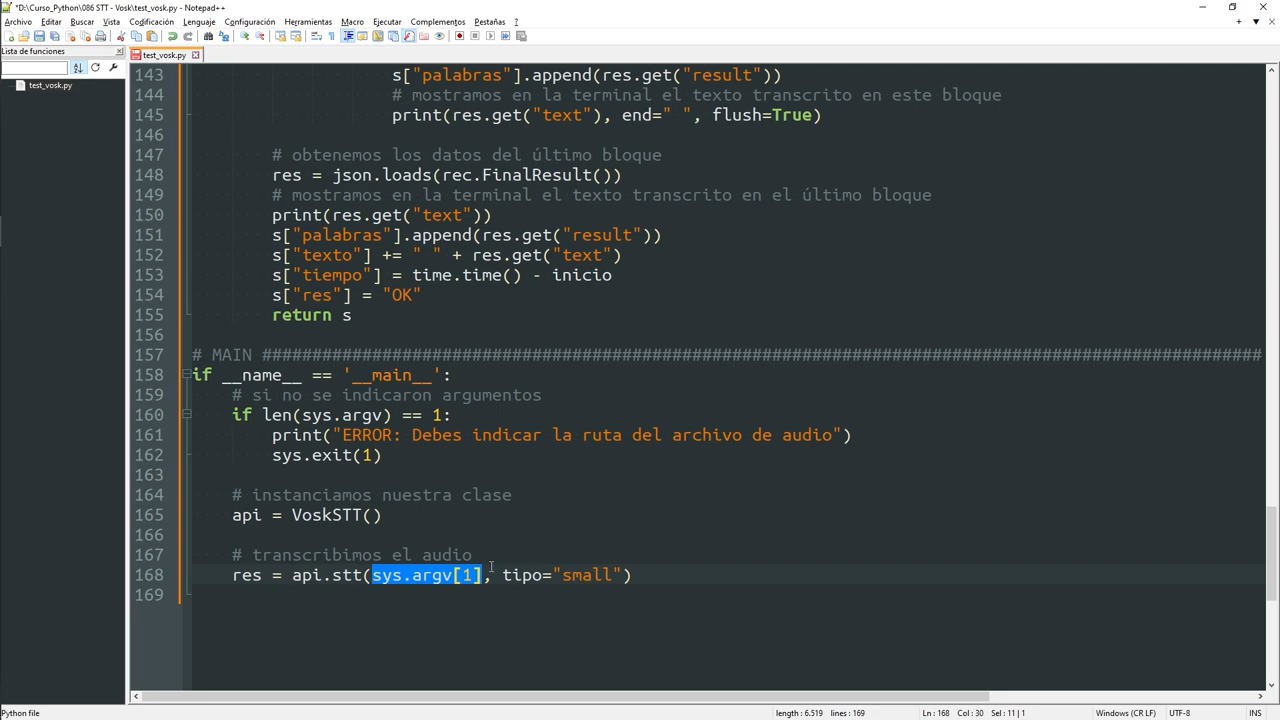 *D:\Curso_Python\086 STT - Vosk\test_vosk.py - Notepad++
Archivo Editar Buscar Vista Codificación Lenguaje Configuración Herramientas Macro Ejecutar Complementos Pestañas ?
Lista de funciones
test_vosk.py
test_vosk.py
143 s["palabras"].append(res.get("result"))
144 # mostramos en la terminal el texto transcrito en este bloque
145 print(res.get("text"), end=" ", flush=True)
146
147 # obtenemos los datos del último bloque
148 res = json.loads(rec.FinalResult())
149 # mostramos en la terminal el texto transcrito en el último bloque
150 print(res.get("text"))
151 s["palabras"].append(res.get("result"))
152 s["texto"] += " " + res.get("text")
153 s["tiempo"] = time.time() - inicio
154 s["res"] = "OK"
155 return s
156
157 # MAIN ####################################################################################################
158 if __name__ == '__main__':
159 # si no se indicaron argumentos
160 if len(sys.argv) == 1:
161 print("ERROR: Debes indicar la ruta del archivo de audio")
162 sys.exit(1)
163
164 # instanciamos nuestra clase
165 api = VoskSTT()
166
167 # transcribimos el audio
168 res = api.stt(sys.argv[1], tipo="small")
169
Python file length : 6.519 lines : 169 Ln : 168 Col : 30 Sel : 11 | 1 Windows (CR LF) UTF-8 INS